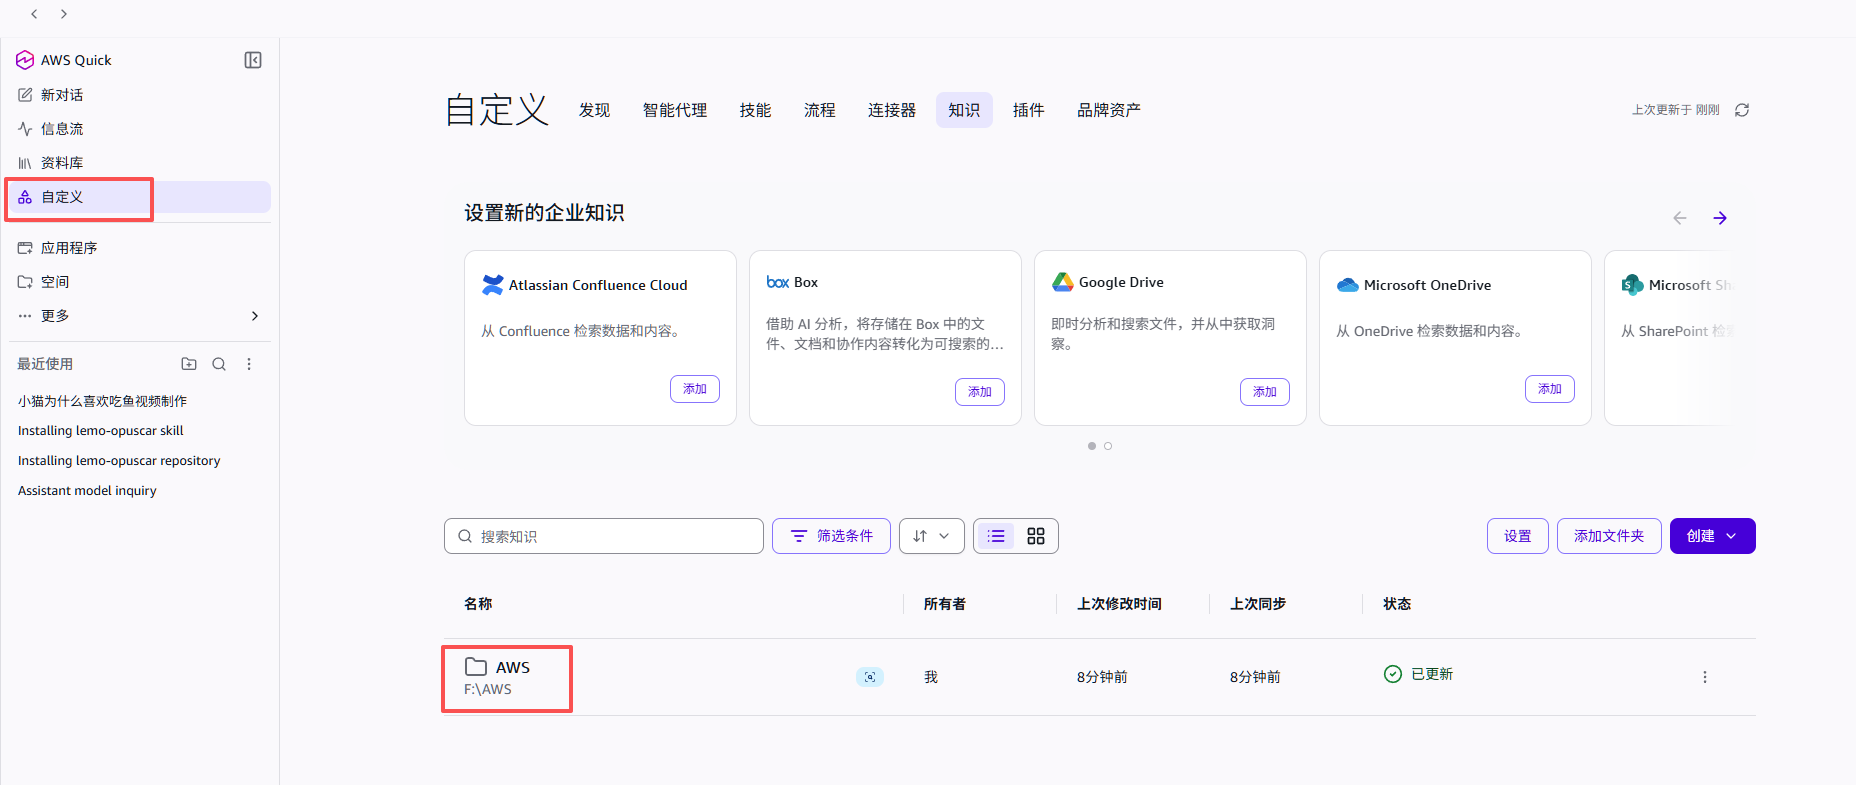 AWS Quick
新对话
信息流
资料库
自定义
应用程序
空间
更多
最近使用
小猫为什么喜欢吃鱼视频制作
Installing lemo-opuscar skill
Installing lemo-opuscar repository
Assistant model inquiry
自定义 发现 智能代理 技能 流程 连接器 知识 插件 品牌资产
上次更新于 刚刚
设置新的企业知识
Atlassian Confluence Cloud
从 Confluence 检索数据和内容。
添加
box Box
借助 AI 分析，将存储在 Box 中的文
件、文档和协作内容转化为可搜索的...
添加
Google Drive
即时分析和搜索文件，并从中获取洞
察。
添加
Microsoft OneDrive
从 OneDrive 检索数据和内容。
添加
Microsoft Sha
从 SharePoint 检索
搜索知识 筛选条件 设置 添加文件夹 创建
名称 所有者 上次修改时间 上次同步 状态
AWS
F:\AWS
我 8分钟前 8分钟前 已更新